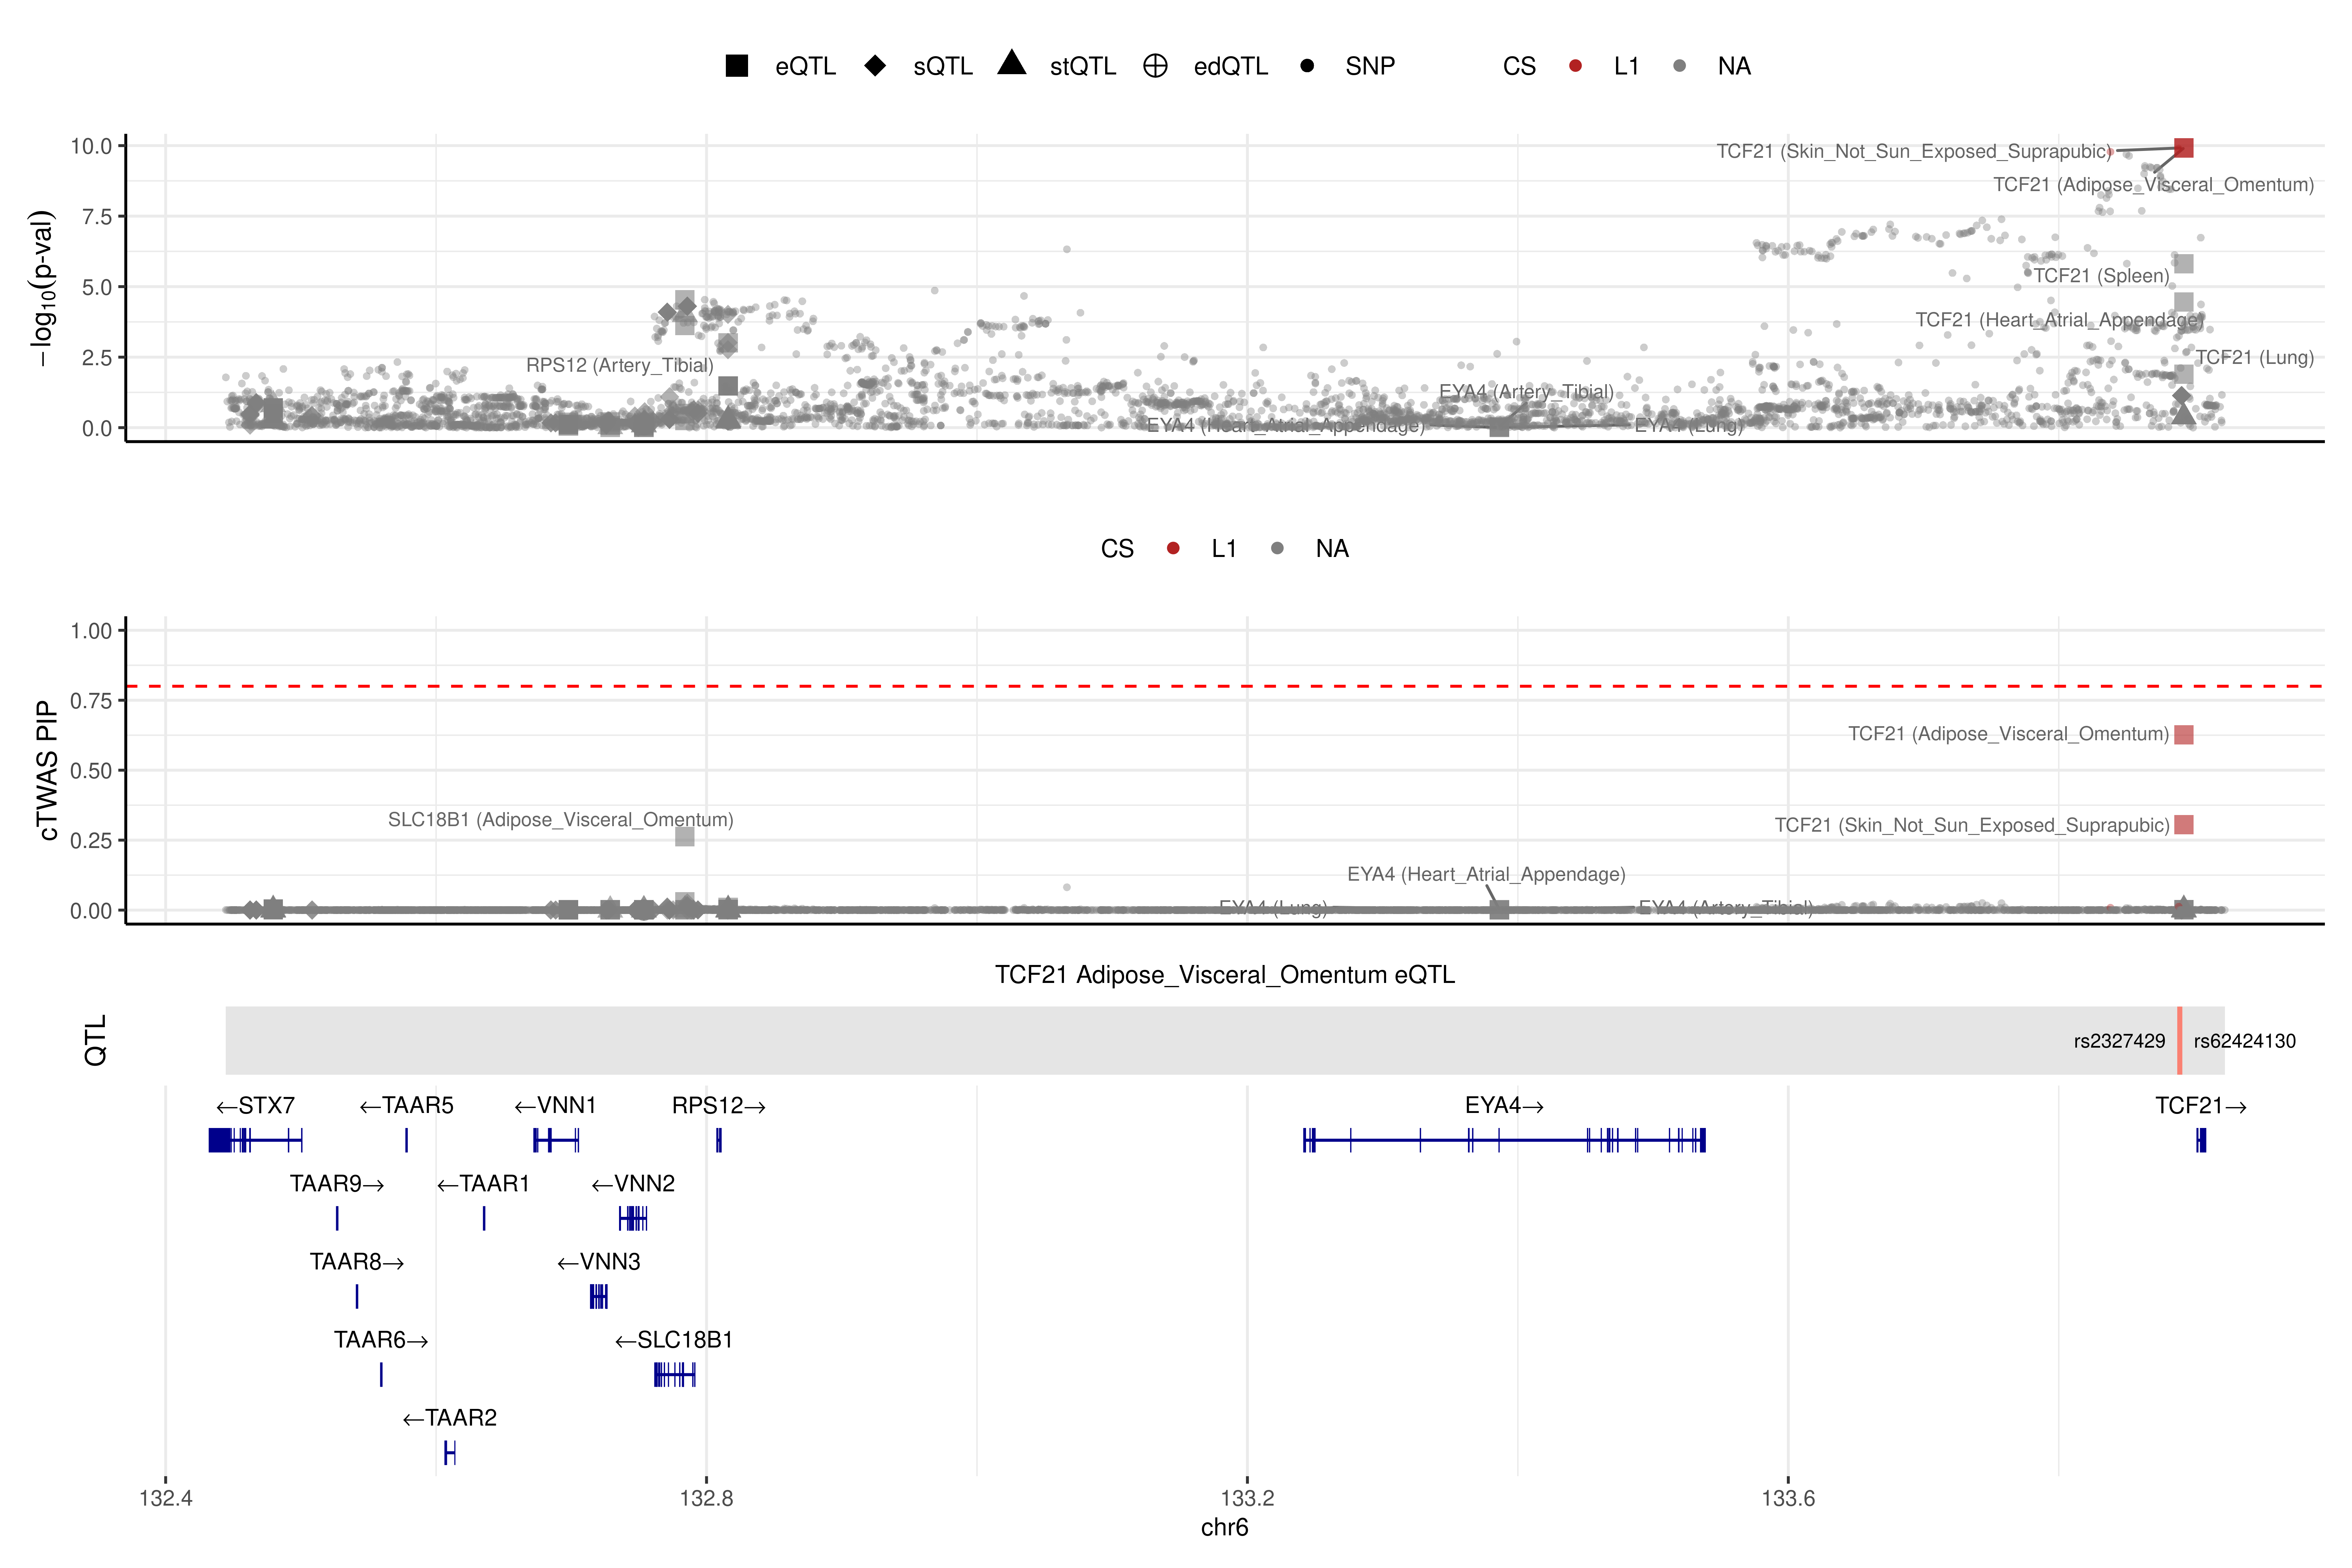 eQTL sQTL stQTL edQTL SNP CS L1 NA
10.0
7.5
5.0
2.5
0.0
−log10(p-val)
TCF21 (Skin_Not_Sun_Exposed_Suprapubic)
TCF21 (Adipose_Visceral_Omentum)
TCF21 (Spleen)
TCF21 (Heart_Atrial_Appendage)
TCF21 (Lung)
RPS12 (Artery_Tibial)
EYA4 (Artery_Tibial)
EYA4 (Heart_Atrial_Appendage)
EYA4 (Lung)
CS L1 NA
1.00
0.75
0.50
0.25
0.00
cTWAS PIP
TCF21 (Adipose_Visceral_Omentum)
SLC18B1 (Adipose_Visceral_Omentum)
TCF21 (Skin_Not_Sun_Exposed_Suprapubic)
EYA4 (Heart_Atrial_Appendage)
EYA4 (Lung)
EYA4 (Artery_Tibial)
TCF21 Adipose_Visceral_Omentum eQTL
QTL
rs2327429 rs62424130
←STX7 ←TAAR5 ←VNN1 RPS12→ EYA4→ TCF21→
TAAR9→ ←TAAR1 ←VNN2
TAAR8→ ←VNN3
TAAR6→ ←SLC18B1
←TAAR2
132.4 132.8 133.2 133.6
chr6